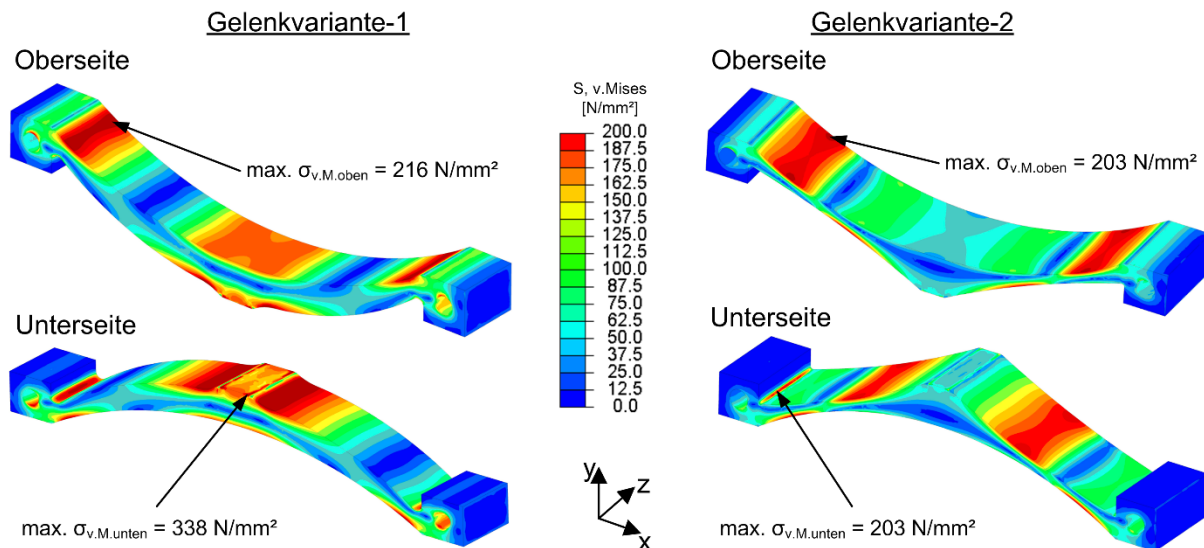 Gelenkvariante-1
Gelenkvariante-2
Oberseite
Oberseite
S, v.Mises
[N/mm²]
200.0
187.5
175.0
162.5
150.0
137.5
125.0
112.5
100.0
87.5
75.0
62.5
50.0
37.5
25.0
12.5
0.0
max. σv.M.oben = 216 N/mm²
max. σv.M.oben = 203 N/mm²
Unterseite
Unterseite
max. σv.M.unten = 338 N/mm²
max. σv.M.unten = 203 N/mm²
y
z
x